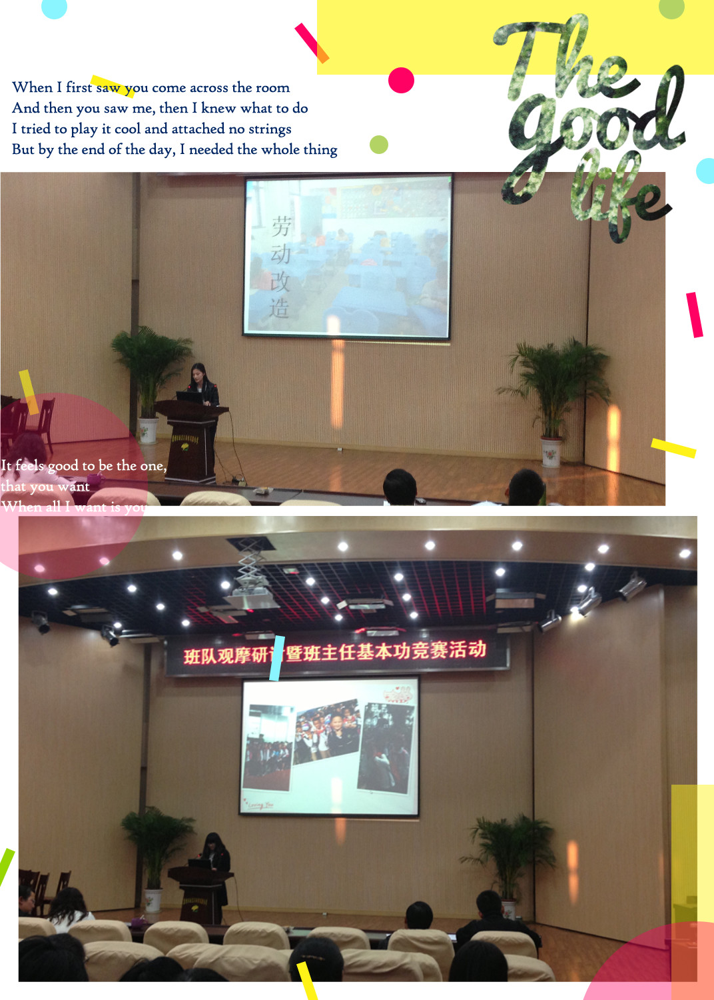 The
good
life
When I first saw you come across the room
And then you saw me, then I knew what to do
I tried to play it cool and attached no strings
But by the end of the day, I needed the whole thing
劳
动
改
造
It feels good to be the one,
that you want
When all I want is you
班队观摩研讨暨班主任基本功竞赛活动
Loving You